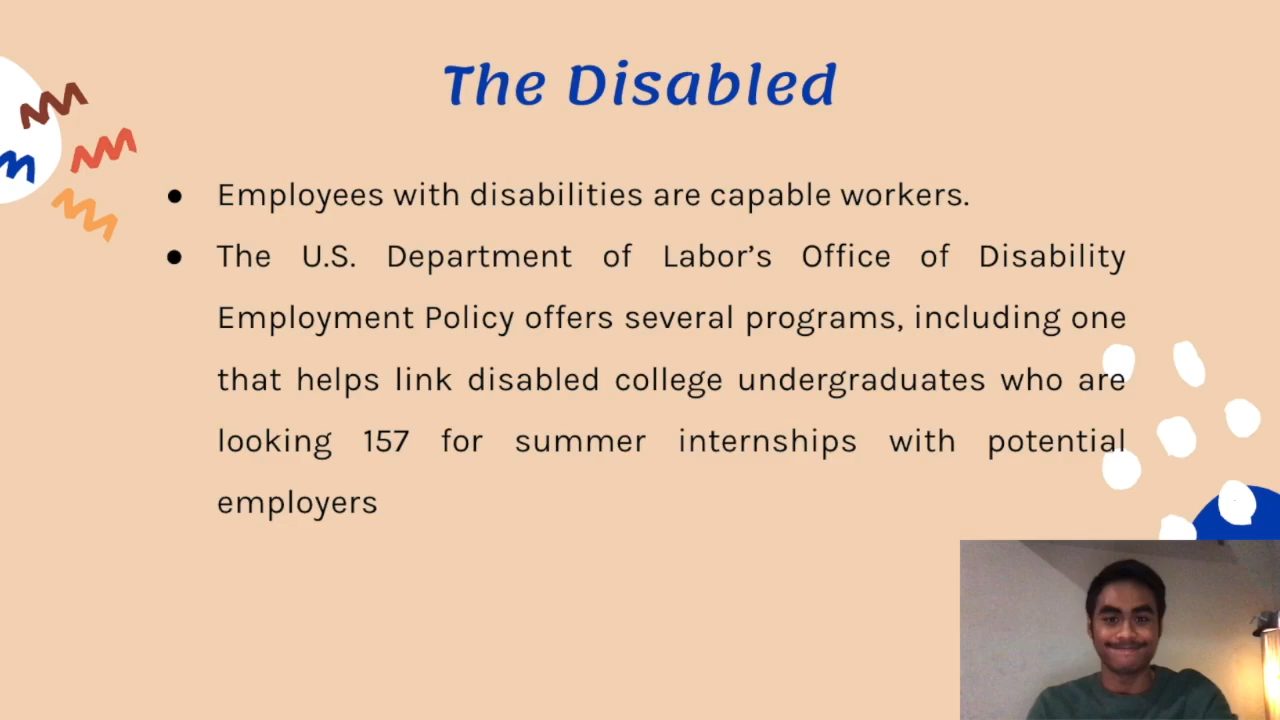 The Disabled
● Employees with disabilities are capable workers.
● The U.S. Department of Labor’s Office of Disability
Employment Policy offers several programs, including one
that helps link disabled college undergraduates who are
looking 157 for summer internships with potential
employers